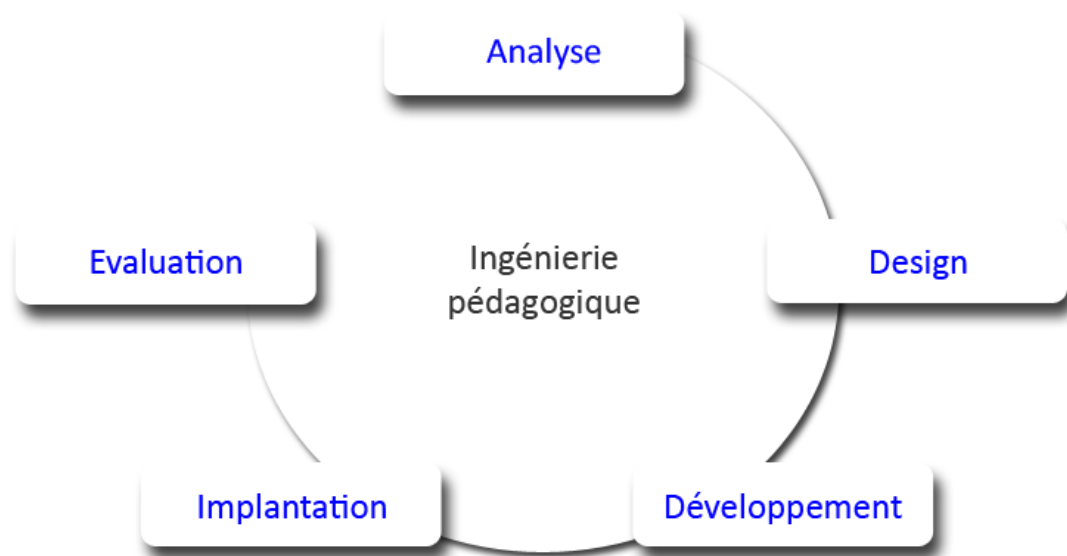 Analyse
Evaluation
Ingénierie
pédagogique
Design
Implantation
Développement